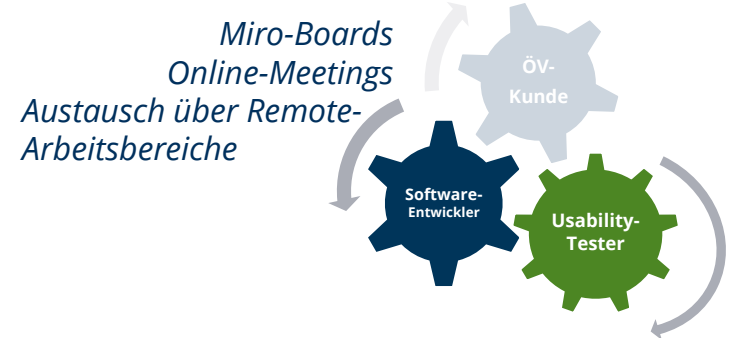 Miro-Boards
Online-Meetings
Austausch über Remote-
Arbeitsbereiche
ÖV-
Kunde
Software-
Entwickler
Usability-
Tester